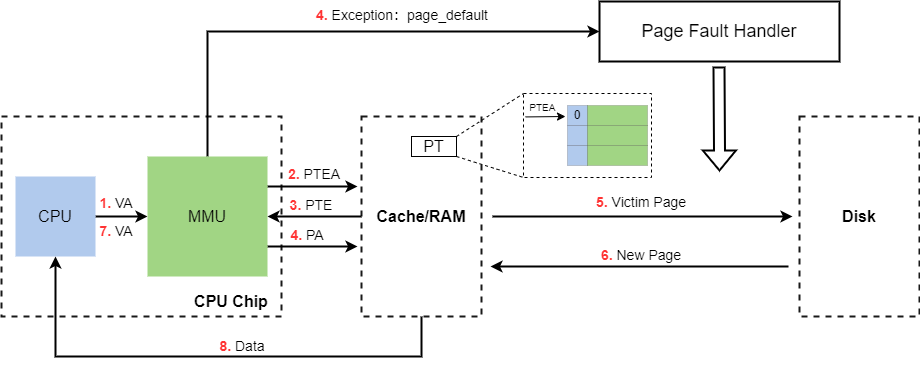 4. Exception：page_default
Page Fault Handler
PTEA
0
PT
1. VA
7. VA
CPU
MMU
2. PTEA
3. PTE
4. PA
Cache/RAM
5. Victim Page
6. New Page
Disk
CPU Chip
8. Data